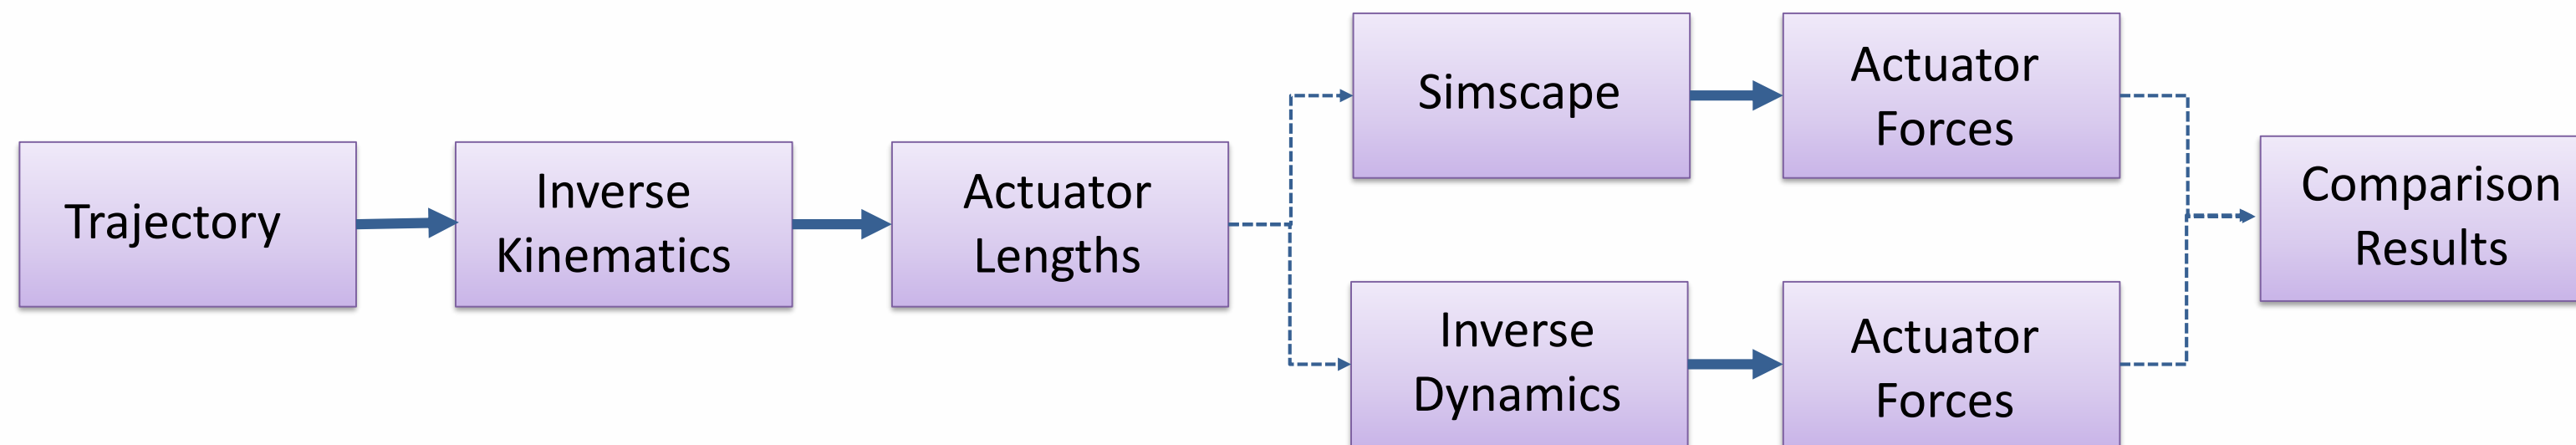 Trajectory
Inverse
Kinematics
Actuator
Lengths
Simscape
Actuator
Forces
Inverse
Dynamics
Actuator
Forces
Comparison
Results